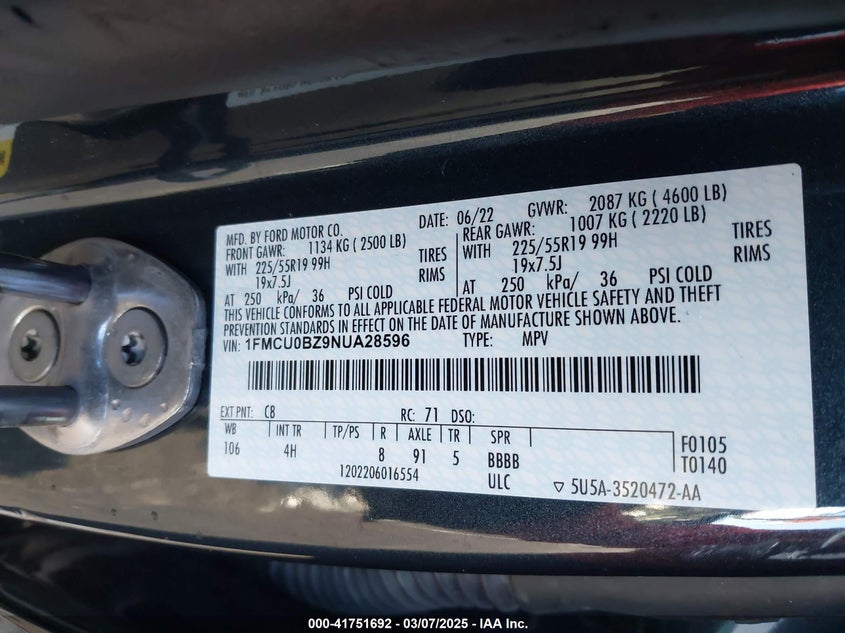 MFD. BY FORD MOTOR CO. DATE: 06/22 GVWR: 2087 KG ( 4600 LB)
FRONT GAWR: 1134 KG ( 2500 LB) REAR GAWR: 1007 KG ( 2220 LB)
WITH 225/55R19 99H TIRES WITH 225/55R19 99H TIRES
19x7.5J RIMS 19x7.5J RIMS
AT 250 kPa/ 36 PSI COLD AT 250 kPa/ 36 PSI COLD
THIS VEHICLE CONFORMS TO ALL APPLICABLE FEDERAL MOTOR VEHICLE SAFETY AND THEFT
PREVENTION STANDARDS IN EFFECT ON THE DATE OF MANUFACTURE SHOWN ABOVE.
VIN: 1FMCU0BZ9NUA28596 TYPE: MPV
EXT PNT: C8 RC: 71 DSO:
WB INT TR TP/PS R AXLE TR SPR F0105
106 4H 8 91 5 BBBB T0140
1202206016554 ULC ▽ 5U5A-3520472-AA
000-41751692 - 03/07/2025 - IAA Inc.